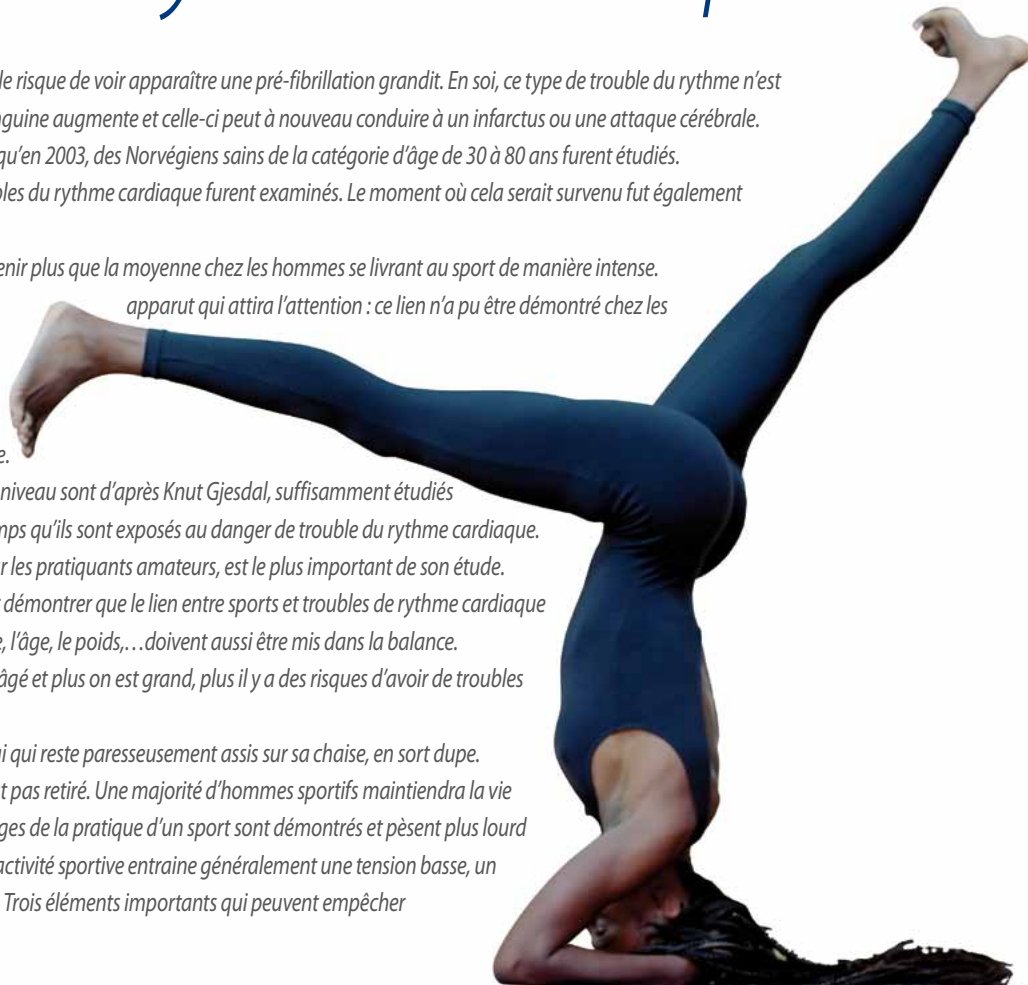 le risque de voir apparaître une pré-fibrillation grandit. En soi, ce type de trouble du rythme n’est
nguine augmente et celle-ci peut à nouveau conduire à un infarctus ou une attaque cérébrale.
qu’en 2003, des Norvégiens sains de la catégorie d’âge de 30 à 80 ans furent étudiés.
bles du rythme cardiaque furent examinés. Le moment où cela serait survenu fut également
enir plus que la moyenne chez les hommes se livrant au sport de manière intense.
apparut qui attira l’attention : ce lien n’a pu être démontré chez les
e.
niveau sont d’après Knut Gjesdal, suffisamment étudiés
mps qu’ils sont exposés au danger de trouble du rythme cardiaque.
r les pratiquants amateurs, est le plus important de son étude.
t démontrer que le lien entre sports et troubles de rythme cardiaque
e, l’âge, le poids,…doivent aussi être mis dans la balance.
âgé et plus on est grand, plus il y a des risques d’avoir de troubles
ui qui reste paresseusement assis sur sa chaise, en sort dupe.
t pas retiré. Une majorité d’hommes sportifs maintiendra la vie
ges de la pratique d’un sport sont démontrés et pèsent plus lourd
activité sportive entraine généralement une tension basse, un
Trois éléments importants qui peuvent empêcher